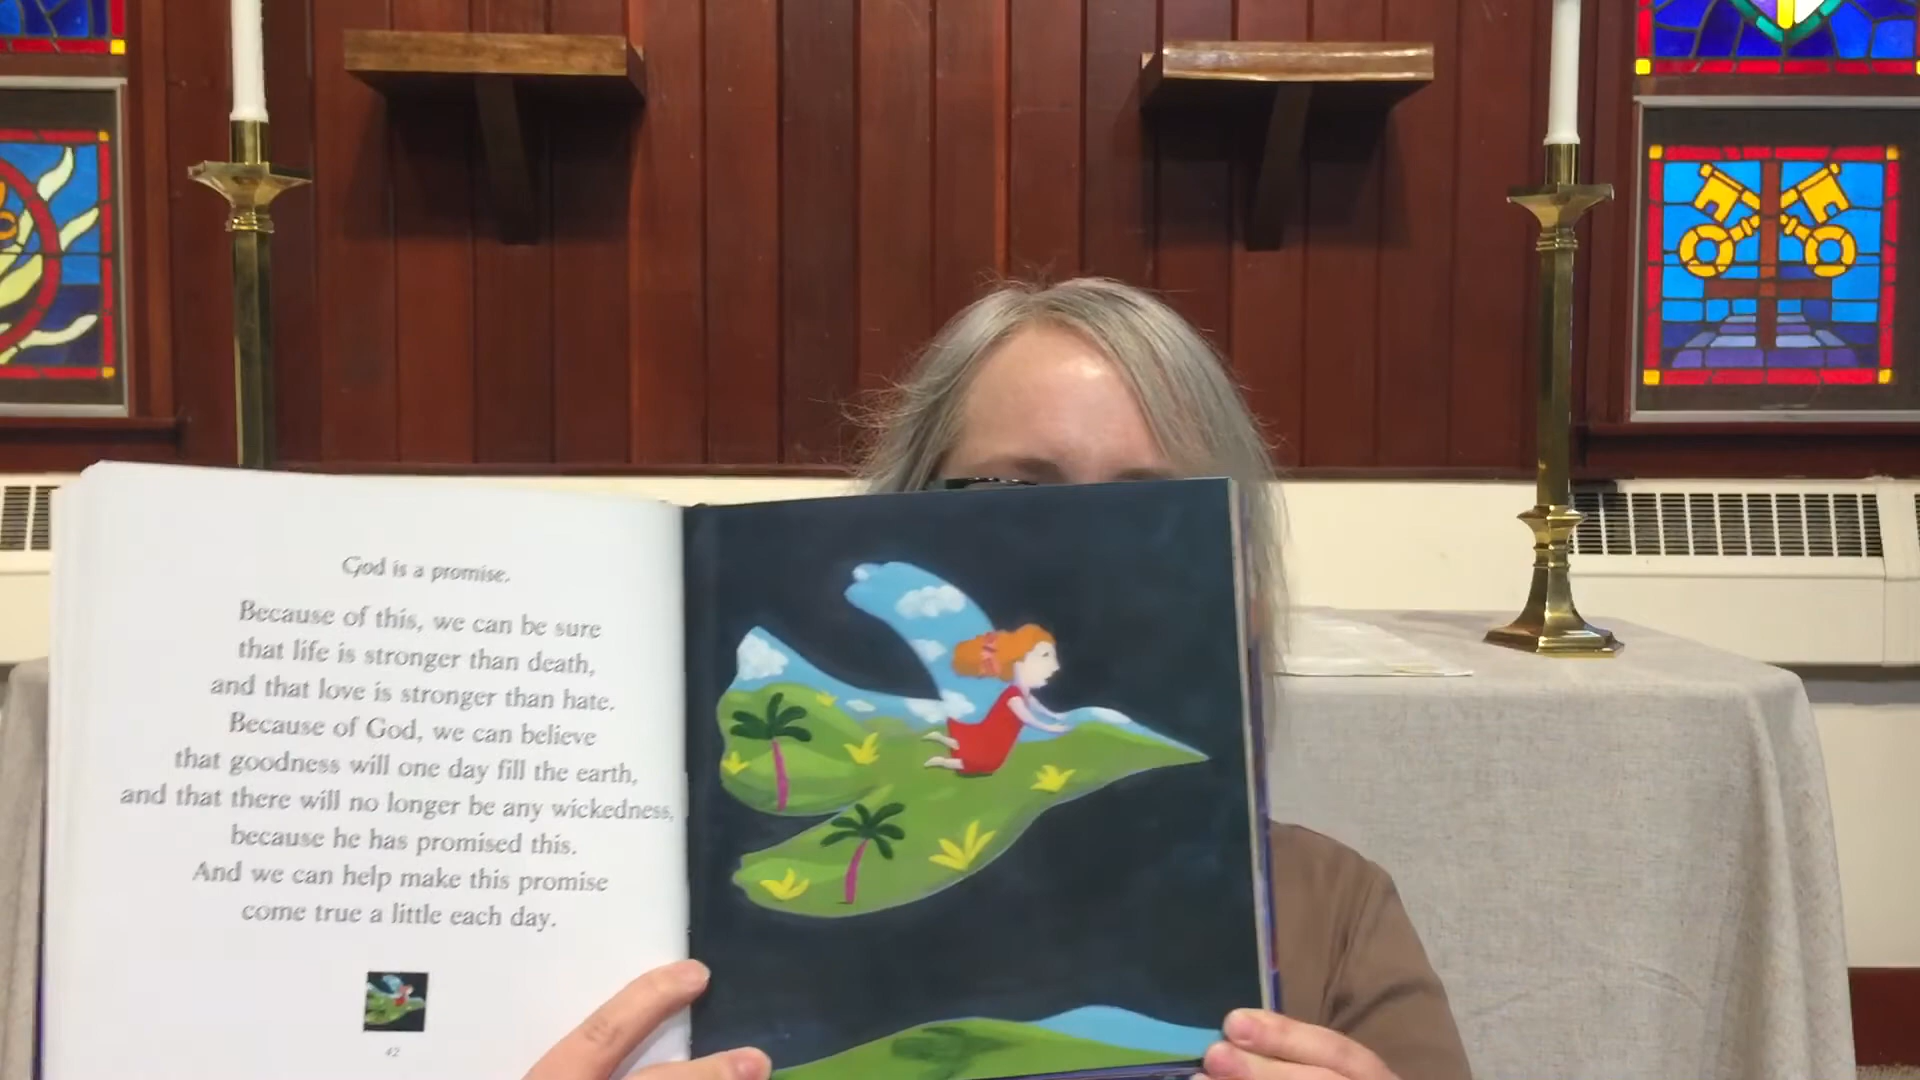 God is a promise.
Because of this, we can be sure
that life is stronger than death,
and that love is stronger than hate.
Because of God, we can believe
that goodness will one day fill the earth,
and that there will no longer be any wickedness,
because he has promised this.
And we can help make this promise
come true a little each day.
42